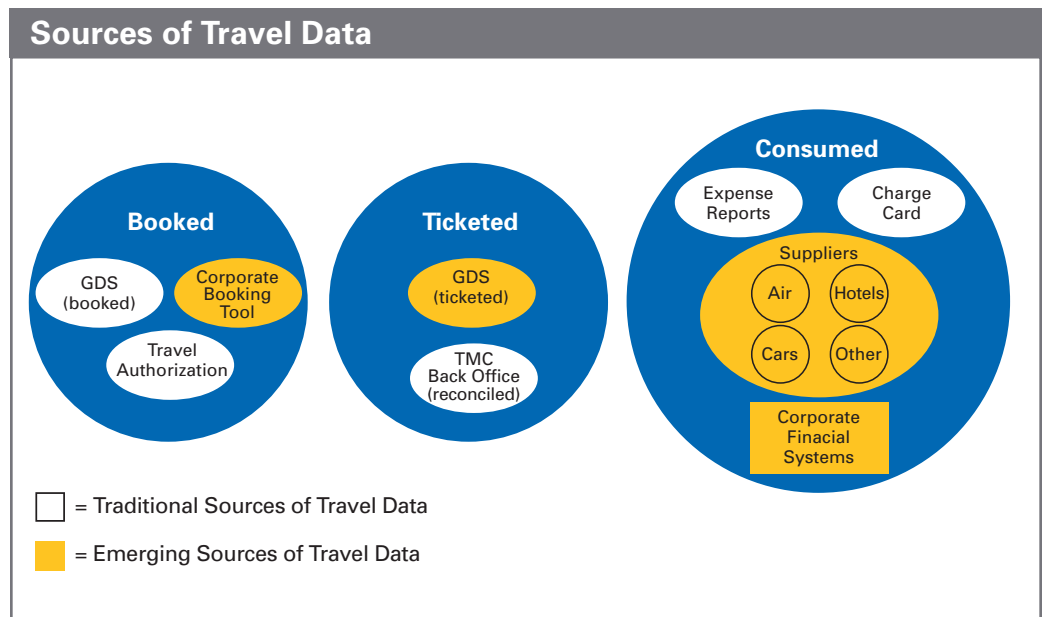 Sources of Travel Data
Booked
GDS
(booked)
Corporate
Booking
Tool
Travel
Authorization
Ticketed
GDS
(ticketed)
TMC
Back Office
(reconciled)
Consumed
Expense
Reports
Charge
Card
Suppliers
Air
Hotels
Cars
Other
Corporate
Finacial
Systems
= Traditional Sources of Travel Data
= Emerging Sources of Travel Data